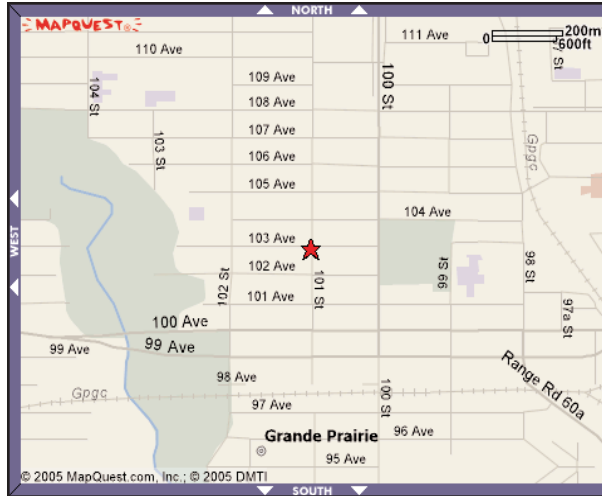 NORTH
MAPQUEST
111 Ave
0
200m
600ft
97 St
110 Ave
109 Ave
100 St
104 St
108 Ave
107 Ave
103 St
106 Ave
Gpgc
105 Ave
104 Ave
WEST
103 Ave
102 Ave
102 St
101 St
99 St
98 St
101 Ave
97a St
100 Ave
99 Ave
99 Ave
Range Rd 60a
98 Ave
Gpgc
100 St
97 Ave
Grande Prairie
96 Ave
95 Ave
© 2005 MapQuest.com, Inc.; © 2005 DMTI
SOUTH